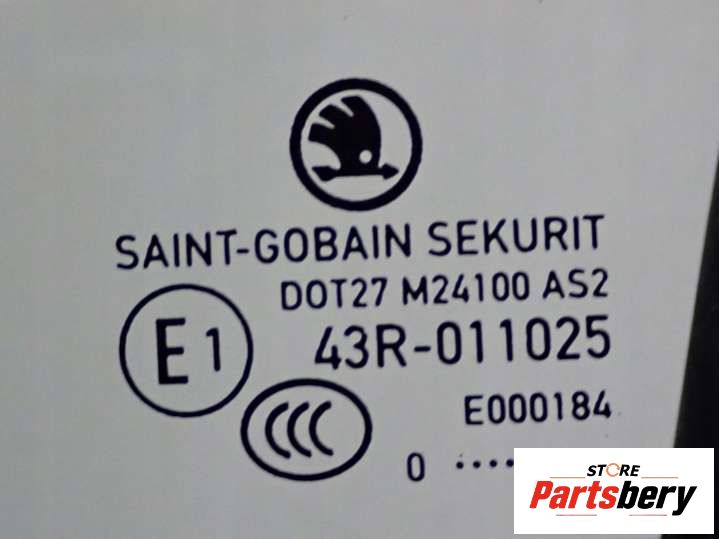 SAINT-GOBAIN SEKURIT
DOT27 M24100 AS2
E1 43R-011025
CCC E000184
0 ....
STORE
Partsbery